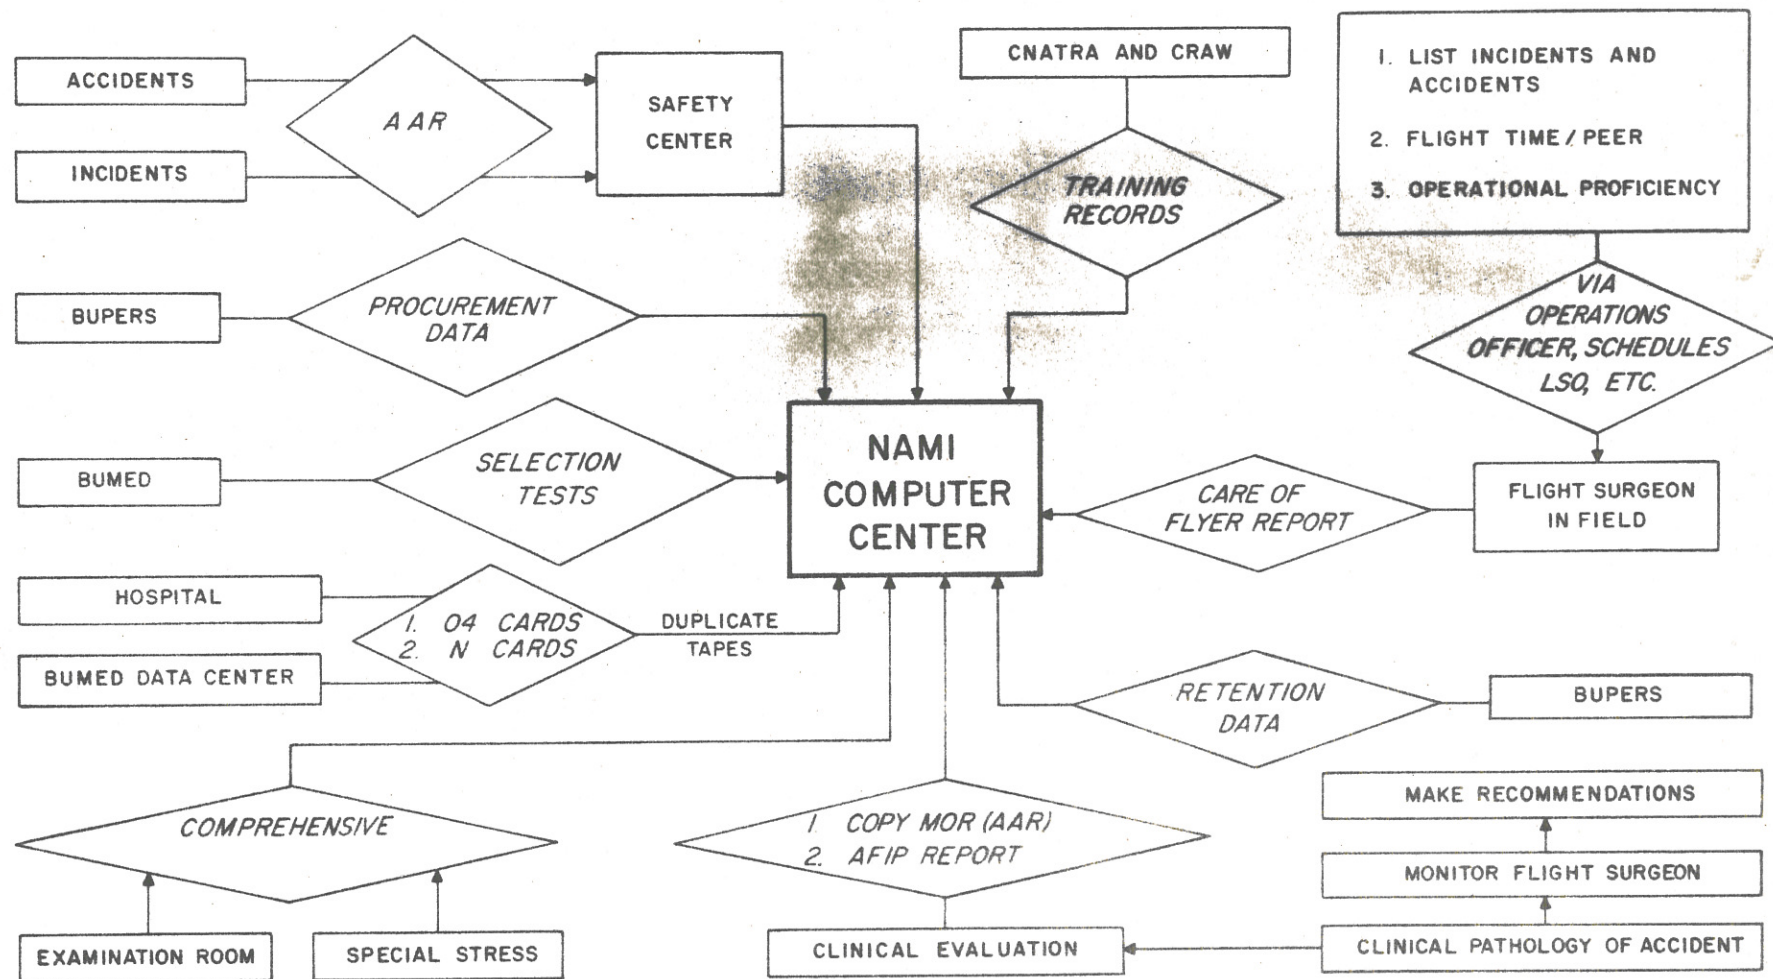 ACCIDENTS
INCIDENTS
AAR
SAFETY
CENTER
CNATRA AND CRAW
TRAINING
RECORDS
1. LIST INCIDENTS AND
ACCIDENTS
2. FLIGHT TIME / PEER
3. OPERATIONAL PROFICIENCY
VIA
OPERATIONS
OFFICER, SCHEDULES
LSO, ETC.
BUPERS
PROCUREMENT
DATA
BUMED
SELECTION
TESTS
NAMI
COMPUTER
CENTER
CARE OF
FLYER REPORT
FLIGHT SURGEON
IN FIELD
HOSPITAL
BUMED DATA CENTER
1. 04 CARDS
2. N CARDS
DUPLICATE
TAPES
RETENTION
DATA
BUPERS
COMPREHENSIVE
EXAMINATION ROOM
SPECIAL STRESS
1. COPY MOR (AAR)
2. AFIP REPORT
CLINICAL EVALUATION
MAKE RECOMMENDATIONS
MONITOR FLIGHT SURGEON
CLINICAL PATHOLOGY OF ACCIDENT